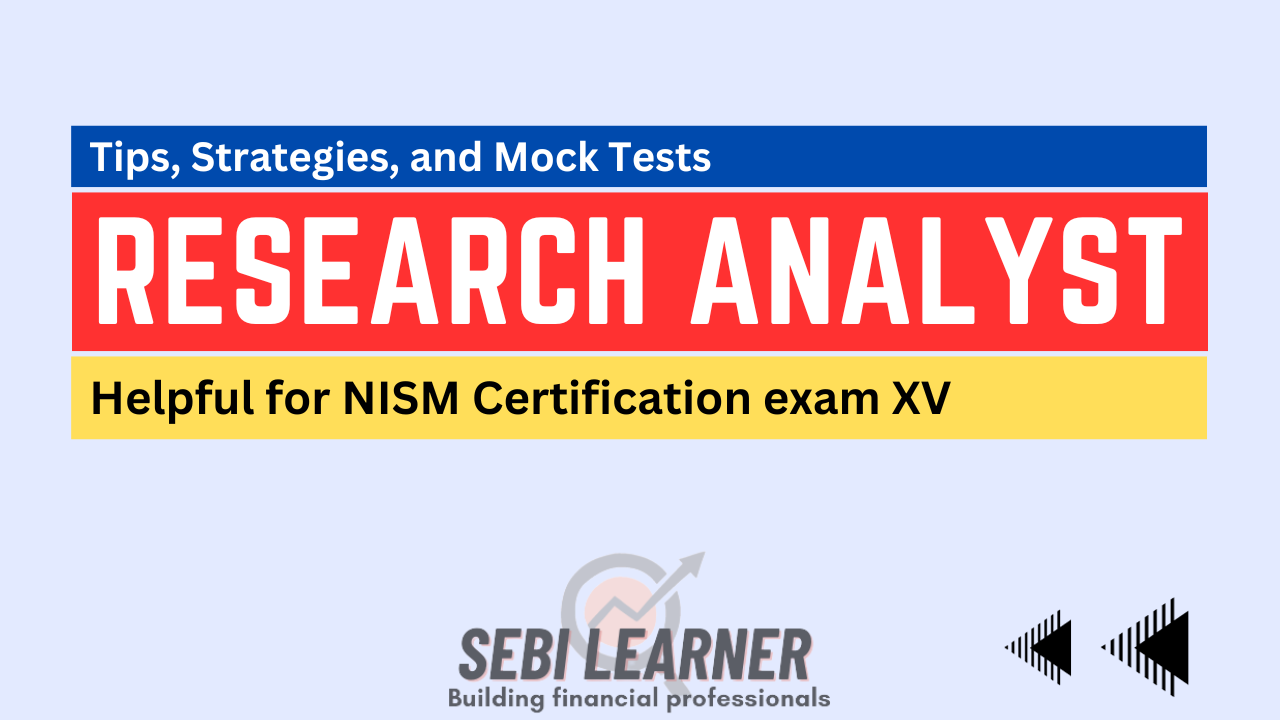 Tips, Strategies, and Mock Tests
RESEARCH ANALYST
Helpful for NISM Certification exam XV
SEBI LEARNER
Building financial professionals